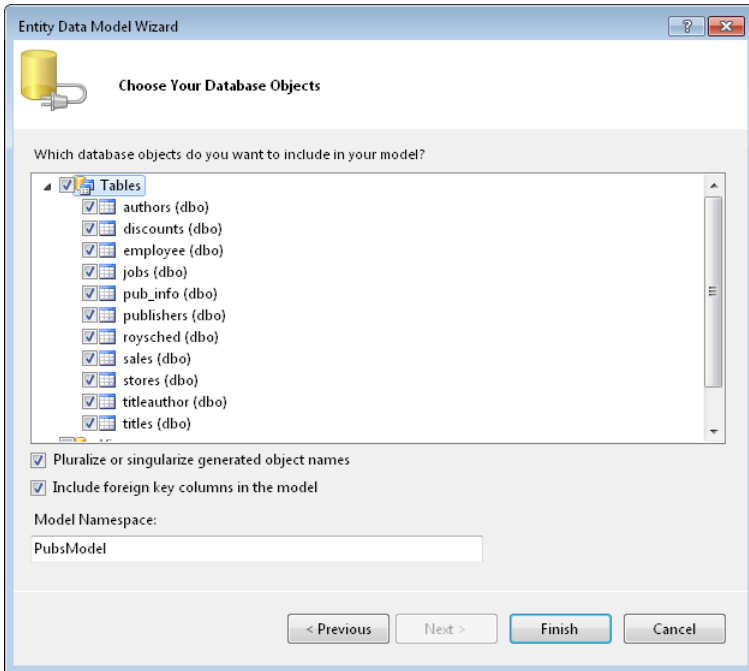 Entity Data Model Wizard
Choose Your Database Objects
Which database objects do you want to include in your model?
Tables
authors (dbo)
discounts (dbo)
employee (dbo)
jobs (dbo)
pub_info (dbo)
publishers (dbo)
roysched (dbo)
sales (dbo)
stores (dbo)
titleauthor (dbo)
titles (dbo)
Pluralize or singularize generated object names
Include foreign key columns in the model
Model Namespace:
PubsModel
< Previous Next > Finish Cancel